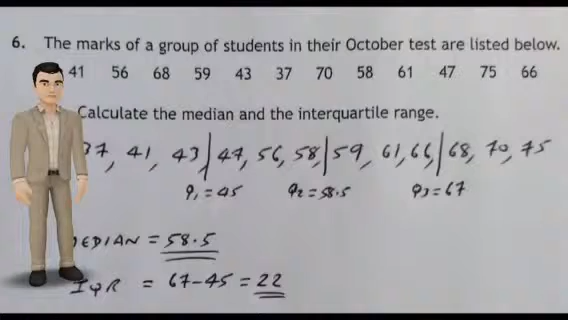 6. The marks of a group of students in their October test are listed below.
41 56 68 59 43 37 70 58 61 47 75 66
Calculate the median and the interquartile range.
37, 41, 43/47, 56, 58/59, 61, 66/68, 70, 75
Q1 = 45 Q2 = 58.5 Q3 = 67
MEDIAN = 58.5
IQR = 67-45 = 22